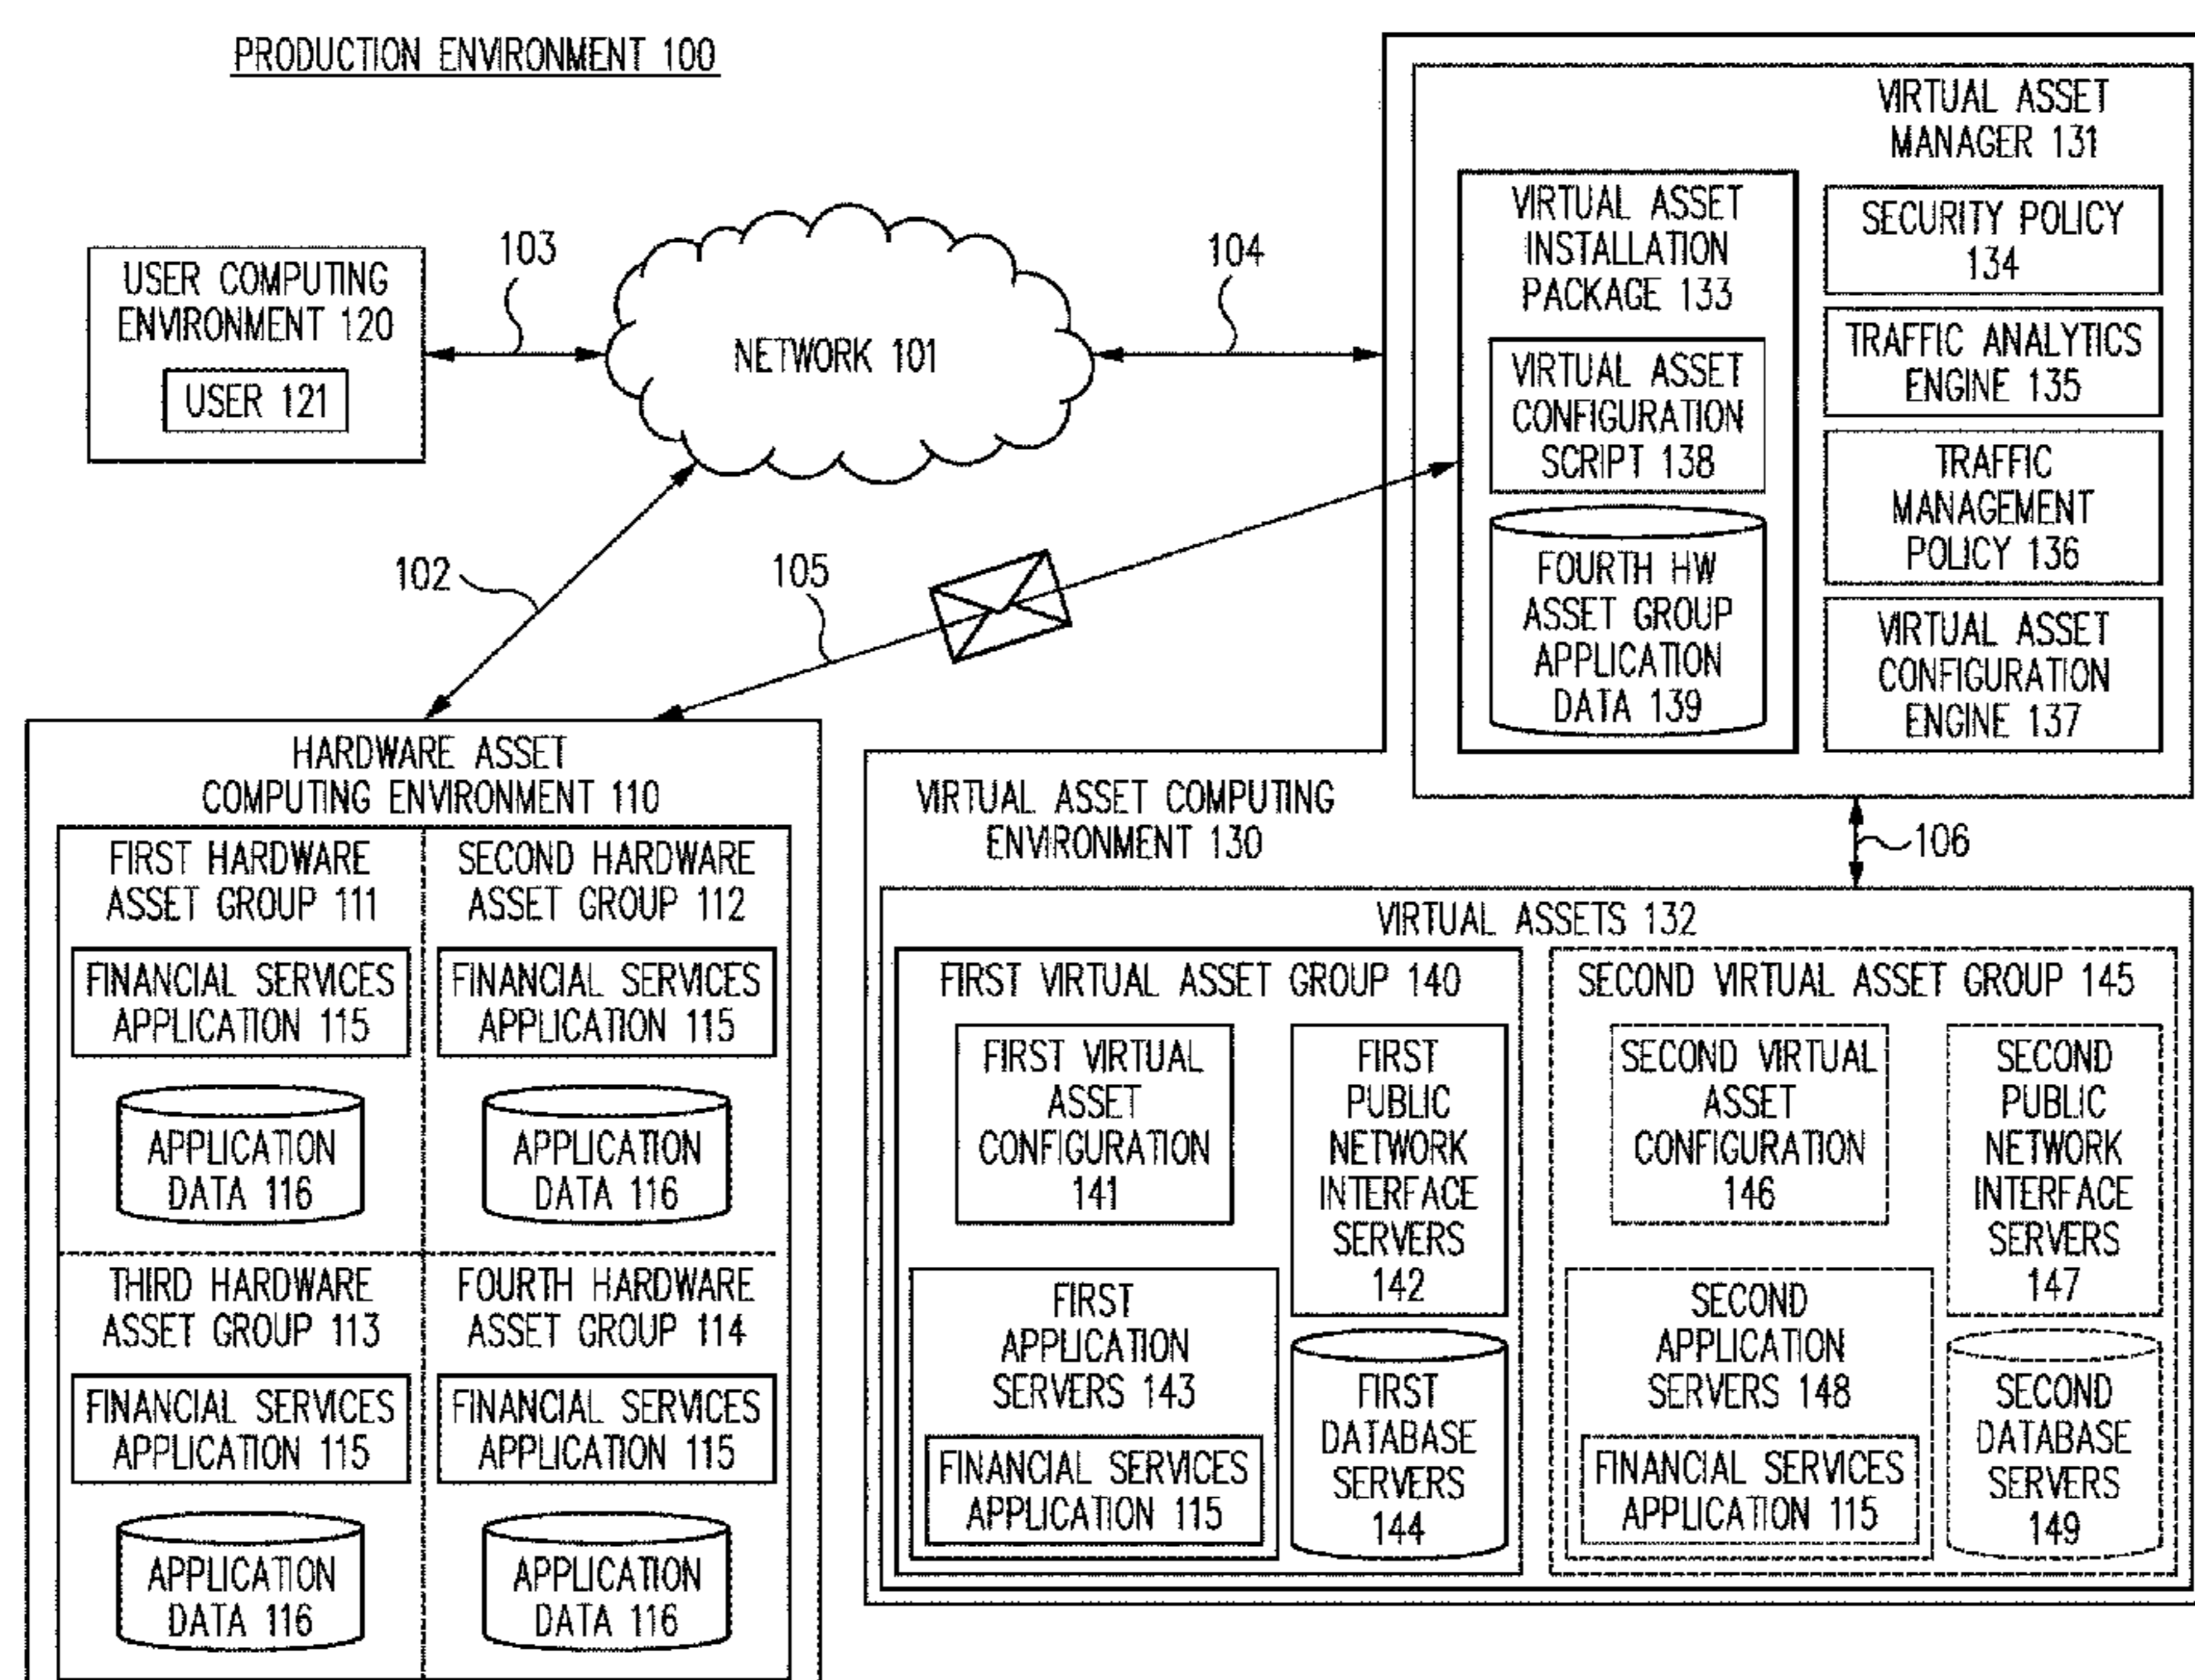 PRODUCTION ENVIRONMENT 100
USER COMPUTING
ENVIRONMENT 120
USER 121
103
NETWORK 101
104
102
105
VIRTUAL ASSET
MANAGER 131
VIRTUAL ASSET
INSTALLATION
PACKAGE 133
VIRTUAL ASSET
CONFIGURATION
SCRIPT 138
FOURTH HW
ASSET GROUP
APPLICATION
DATA 139
SECURITY POLICY
134
TRAFFIC ANALYTICS
ENGINE 135
TRAFFIC
MANAGEMENT
POLICY 136
VIRTUAL ASSET
CONFIGURATION
ENGINE 137
HARDWARE ASSET
COMPUTING ENVIRONMENT 110
FIRST HARDWARE
ASSET GROUP 111
FINANCIAL SERVICES
APPLICATION 115
APPLICATION
DATA 116
SECOND HARDWARE
ASSET GROUP 112
FINANCIAL SERVICES
APPLICATION 115
APPLICATION
DATA 116
THIRD HARDWARE
ASSET GROUP 113
FINANCIAL SERVICES
APPLICATION 115
APPLICATION
DATA 116
FOURTH HARDWARE
ASSET GROUP 114
FINANCIAL SERVICES
APPLICATION 115
APPLICATION
DATA 116
VIRTUAL ASSET COMPUTING
ENVIRONMENT 130
106
VIRTUAL ASSETS 132
FIRST VIRTUAL ASSET GROUP 140
FIRST VIRTUAL
ASSET
CONFIGURATION
141
FIRST
PUBLIC
NETWORK
INTERFACE
SERVERS
142
FIRST
APPLICATION
SERVERS 143
FINANCIAL SERVICES
APPLICATION 115
FIRST
DATABASE
SERVERS
144
SECOND VIRTUAL ASSET GROUP 145
SECOND VIRTUAL
ASSET
CONFIGURATION
146
SECOND
PUBLIC
NETWORK
INTERFACE
SERVERS
147
SECOND
APPLICATION
SERVERS 148
FINANCIAL SERVICES
APPLICATION 115
SECOND
DATABASE
SERVERS
149